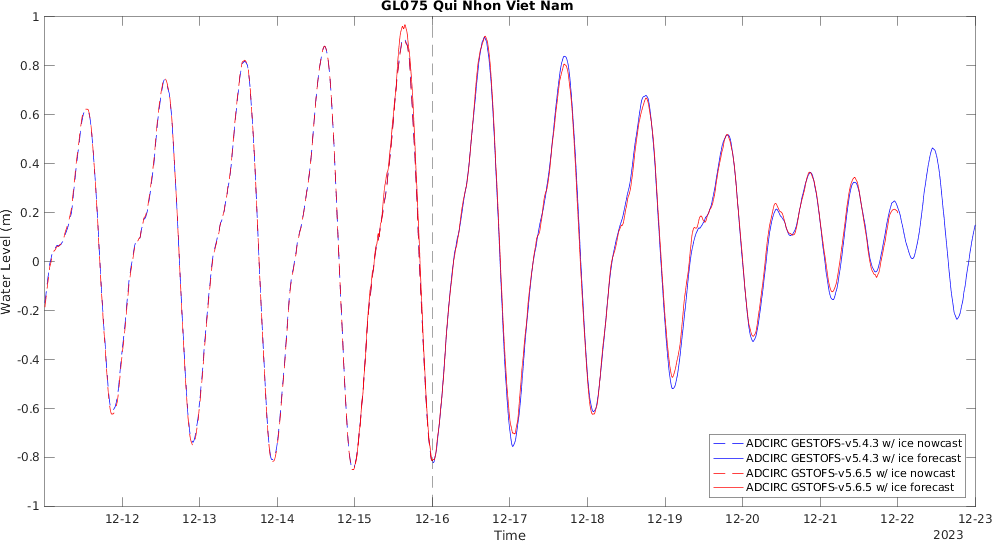 GL075 Qui Nhon Viet Nam
1
0.8
0.6
0.4
0.2
0
-0.2
-0.4
-0.6
-0.8
-1
Water Level (m)
ADCIRC GESTOFS-v5.4.3 w/ ice nowcast
ADCIRC GESTOFS-v5.4.3 w/ ice forecast
ADCIRC GSTOFS-v5.6.5 w/ ice nowcast
ADCIRC GSTOFS-v5.6.5 w/ ice forecast
12-12 12-13 12-14 12-15 12-16 12-17 12-18 12-19 12-20 12-21 12-22 12-23
Time
2023